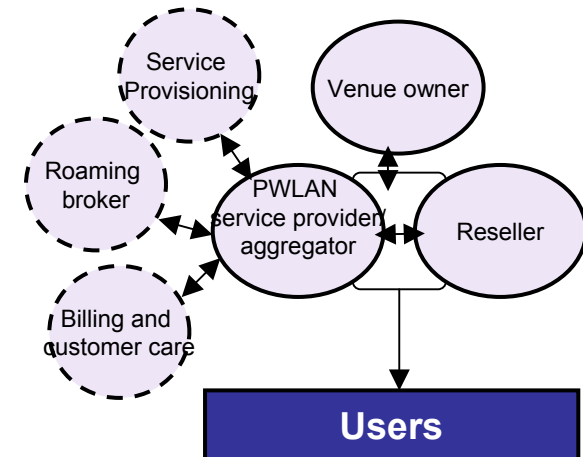 Service
Provisioning
Venue owner
Roaming
broker
PWLAN
service provider/
aggregator
Reseller
Billing and
customer care
Users